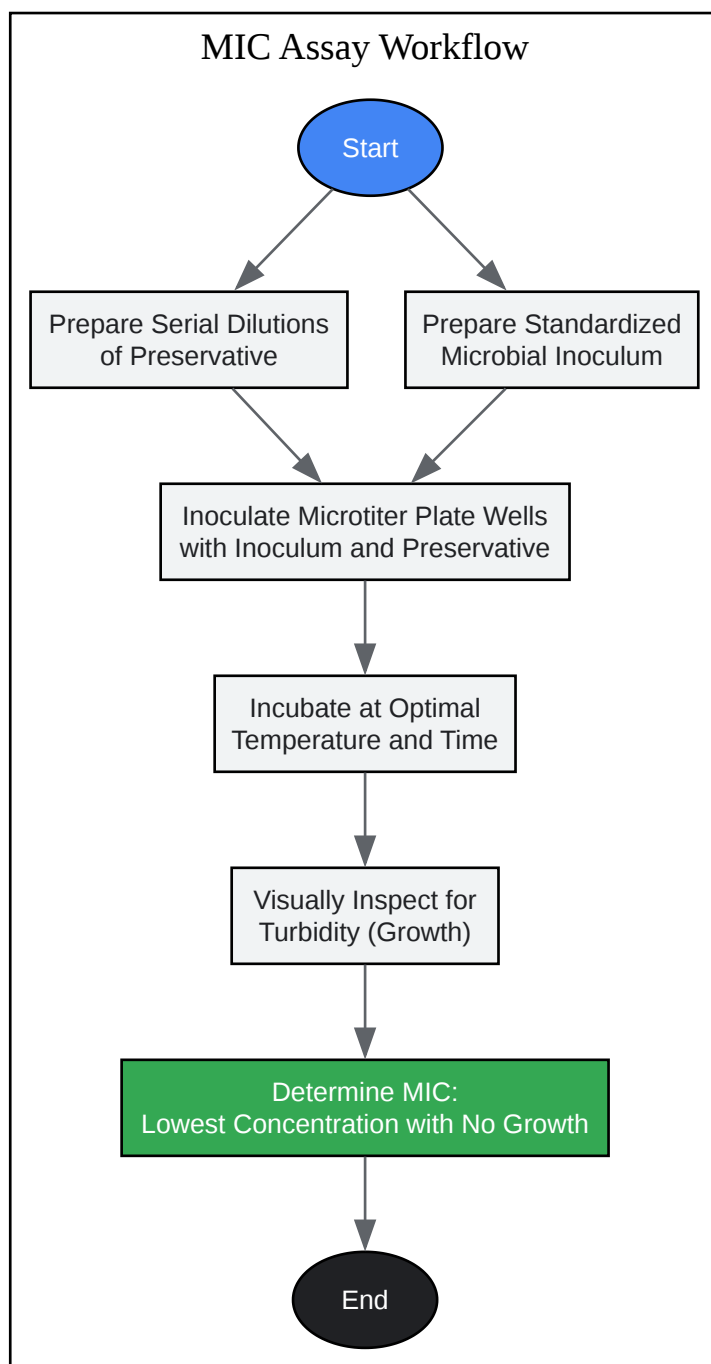 MIC Assay Workflow
Start
Prepare Serial Dilutions
of Preservative
Prepare Standardized
Microbial Inoculum
Inoculate Microtiter Plate Wells
with Inoculum and Preservative
Incubate at Optimal
Temperature and Time
Visually Inspect for
Turbidity (Growth)
Determine MIC:
Lowest Concentration with No Growth
End